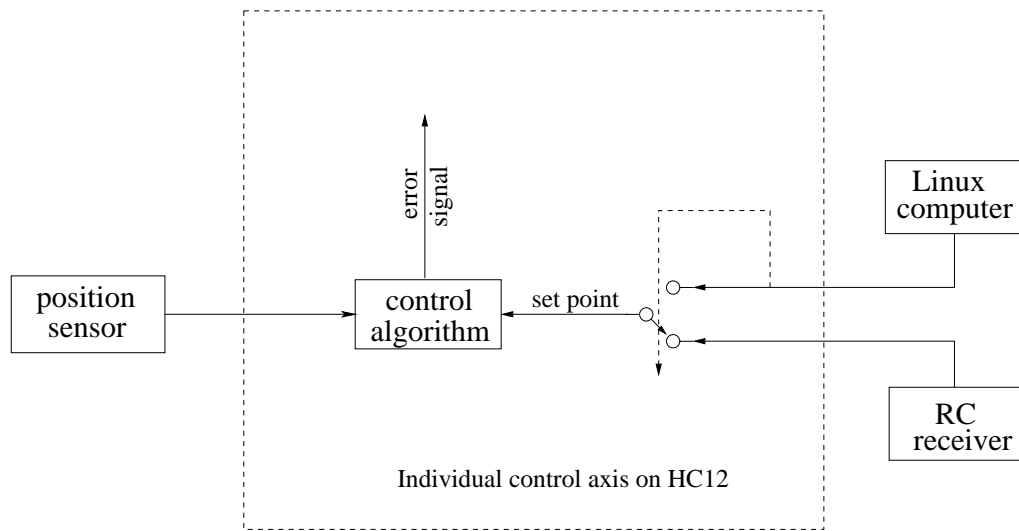 error
signal
Linux
computer
position
sensor
control
algorithm
set point
RC
receiver
Individual control axis on HC12